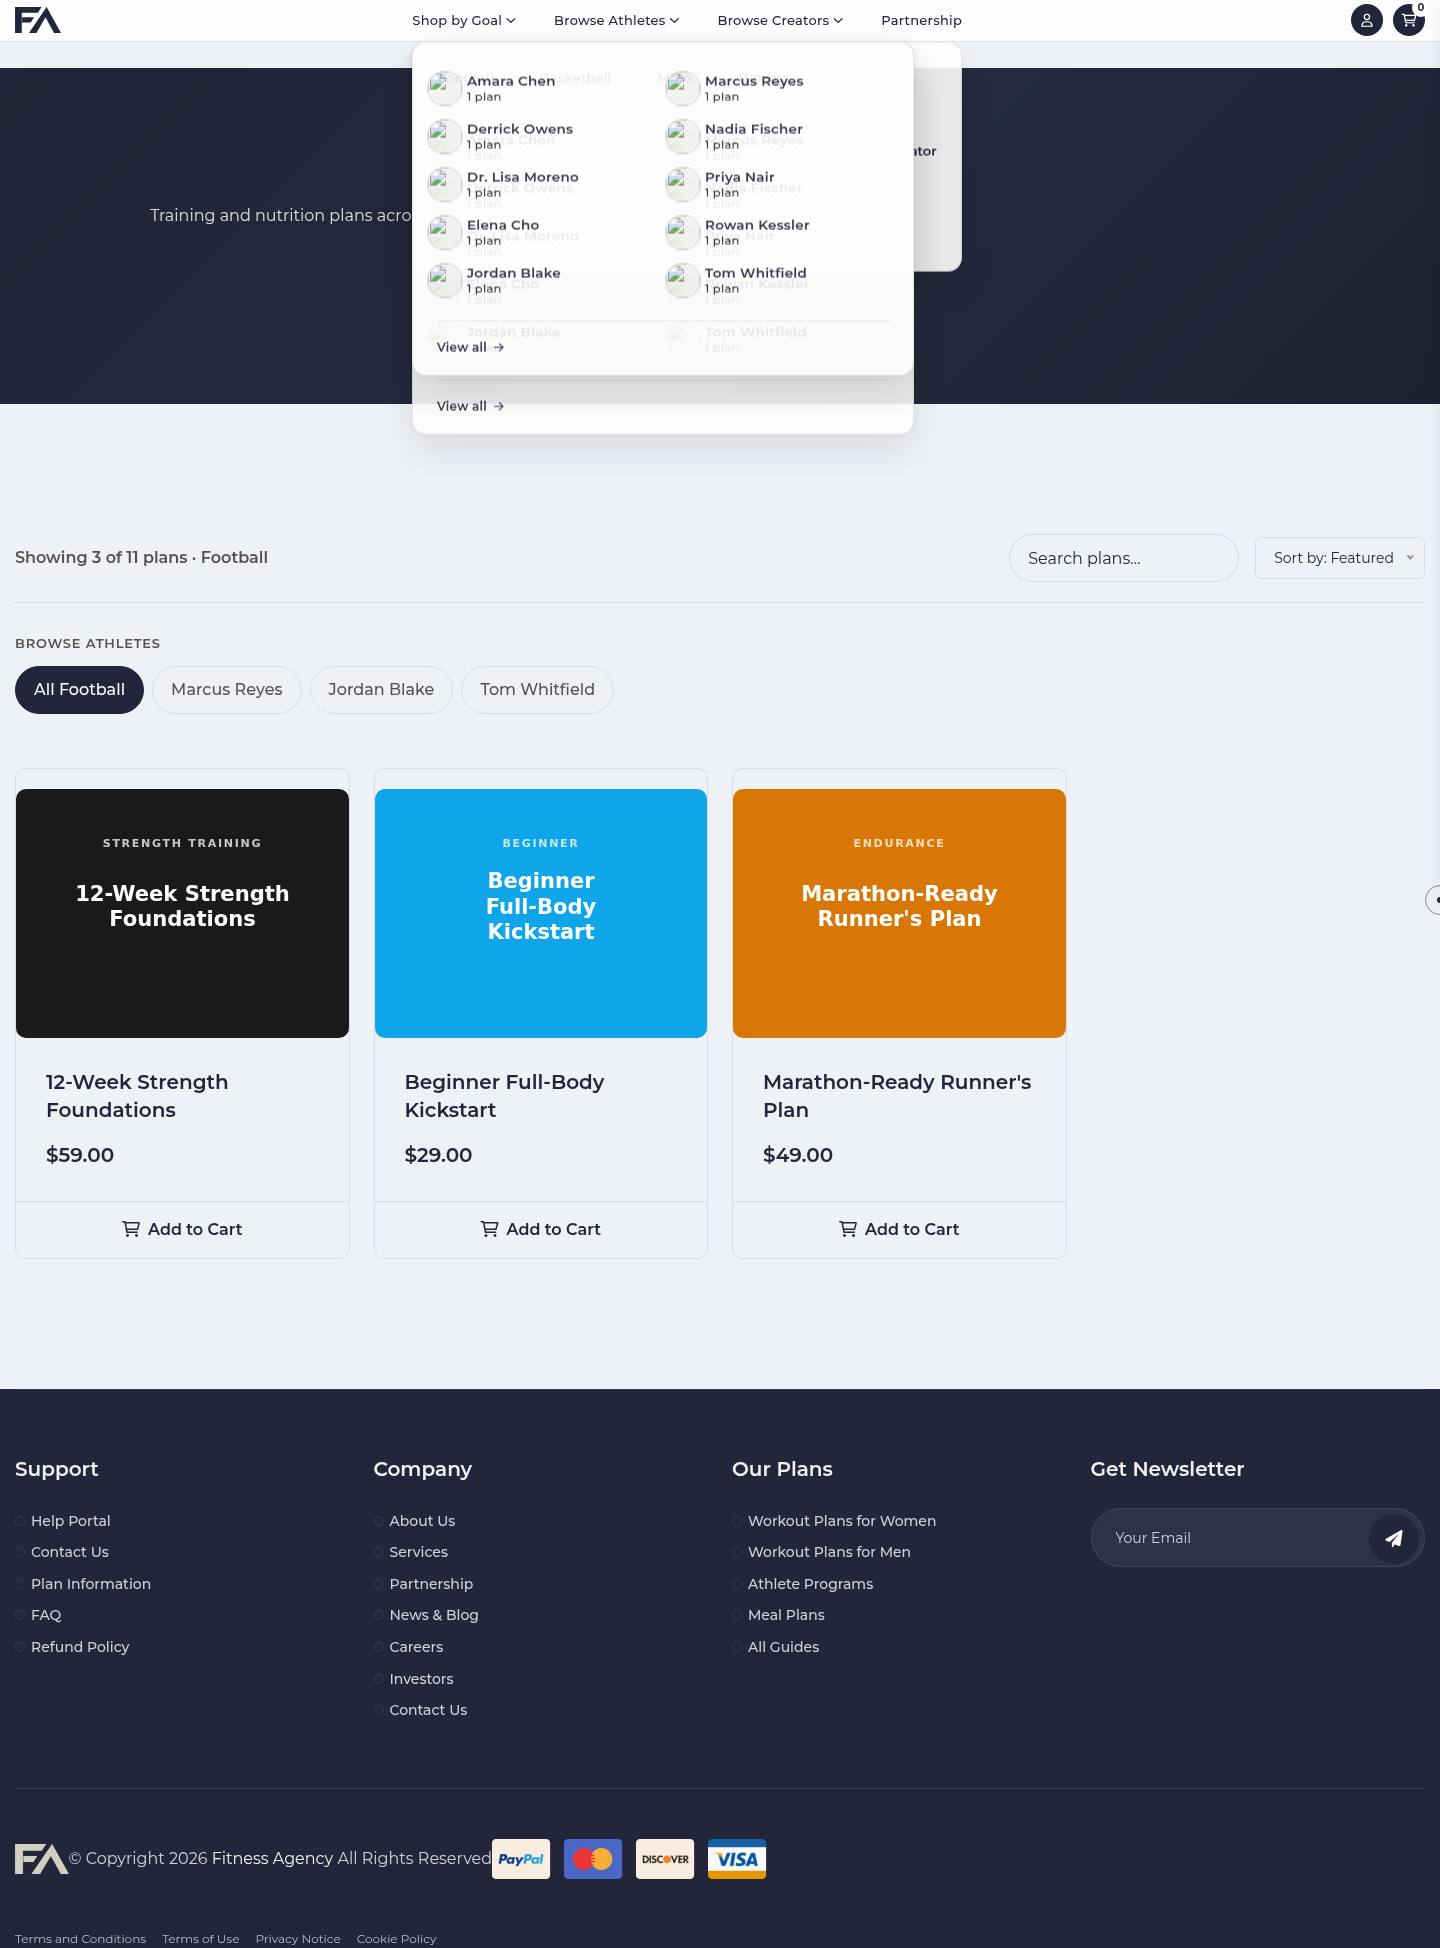 FA
Shop by Goal
Browse Athletes
Browse Creators
Partnership
0
Amara Chen
1 plan
Marcus Reyes
1 plan
Derrick Owens
1 plan
Nadia Fischer
1 plan
Dr. Lisa Moreno
1 plan
Priya Nair
1 plan
Elena Cho
1 plan
Rowan Kessler
1 plan
Jordan Blake
1 plan
Tom Whitfield
1 plan
Jordan Blake
Tom Whitfield
1 plan
View all
View all
Training and nutrition plans
Showing 3 of 11 plans · Football
Search plans...
Sort by: Featured
BROWSE ATHLETES
All Football
Marcus Reyes
Jordan Blake
Tom Whitfield
STRENGTH TRAINING
12-Week Strength
Foundations
BEGINNER
Beginner
Full-Body
Kickstart
ENDURANCE
Marathon-Ready
Runner's Plan
12-Week Strength
Foundations
$59.00
Add to Cart
Beginner Full-Body
Kickstart
$29.00
Add to Cart
Marathon-Ready Runner's
Plan
$49.00
Add to Cart
Support
Help Portal
Contact Us
Plan Information
FAQ
Refund Policy
Company
About Us
Services
Partnership
News & Blog
Careers
Investors
Contact Us
Our Plans
Workout Plans for Women
Workout Plans for Men
Athlete Programs
Meal Plans
All Guides
Get Newsletter
Your Email
FA © Copyright 2026 Fitness Agency All Rights Reserved
PayPal
DISCOVER
VISA
Terms and Conditions
Terms of Use
Privacy Notice
Cookie Policy